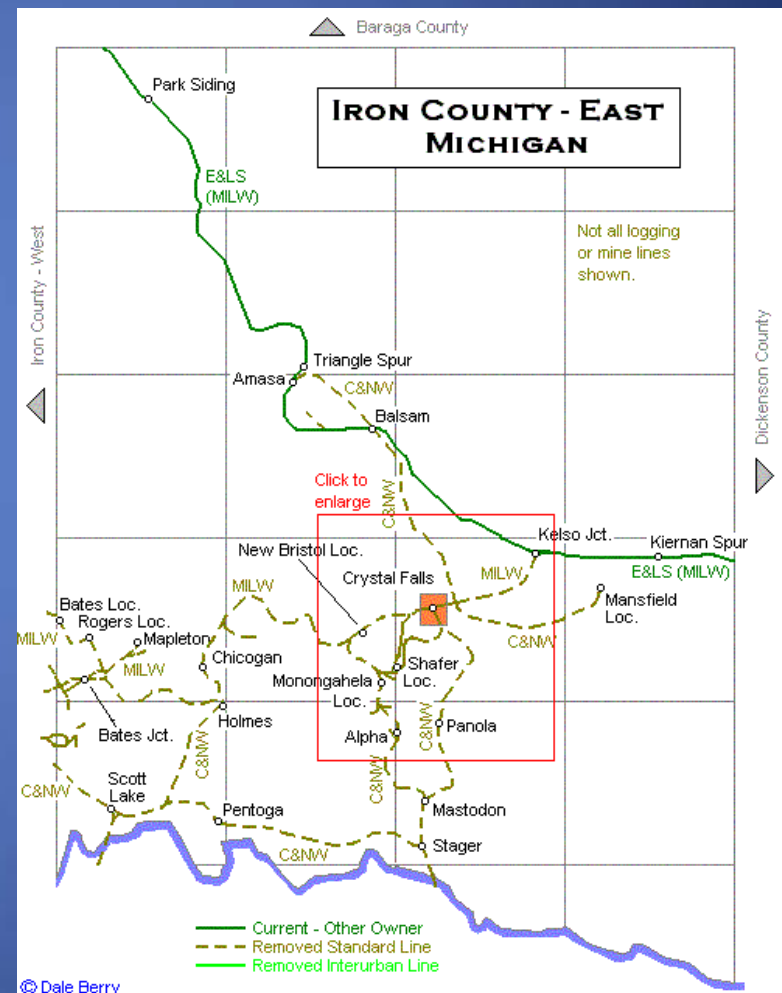 Baraga County
IRON COUNTY - EAST
MICHIGAN
Park Siding
E&LS
(MILW)
Not all logging
or mine lines
shown.
Iron County - West
Dickenson County
Triangle Spur
Amasa
C&NW
Balsam
Click to
enlarge
C&NW
Kelso Jct.
Kiernan Spur
New Bristol Loc.
E&LS (MILW)
Crystal Falls
MILW
Mansfield
Loc.
Bates Loc.
MILW
Rogers Loc.
MILW
Mapleton
C&NW
Chicogan
Shafer
Loc.
MILW
Monongahela
Loc.
Bates Jct.
Holmes
Alpha
C&NW
Panola
C&NW
C&NW
C&NW
Scott
Lake
Pentoga
Mastodon
Stager
C&NW
Current - Other Owner
Removed Standard Line
Removed Interurban Line
© Dale Berry